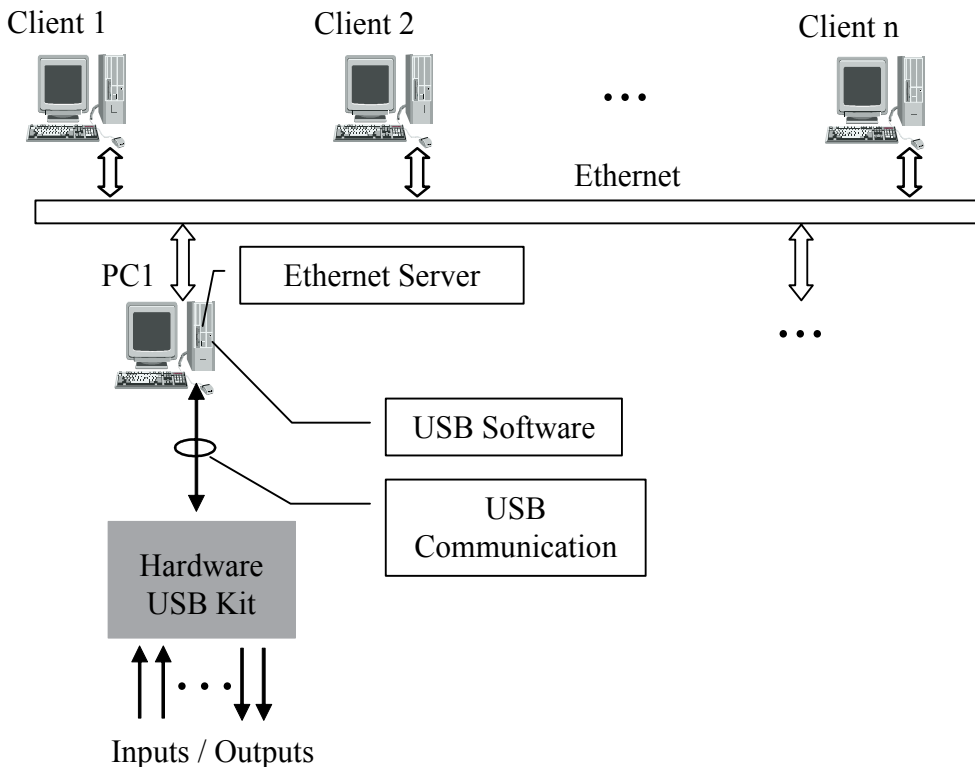 Client 1
Client 2
Client n
...
Ethernet
PC1
Ethernet Server
...
USB Software
USB
Communication
Hardware
USB Kit
...
Inputs / Outputs